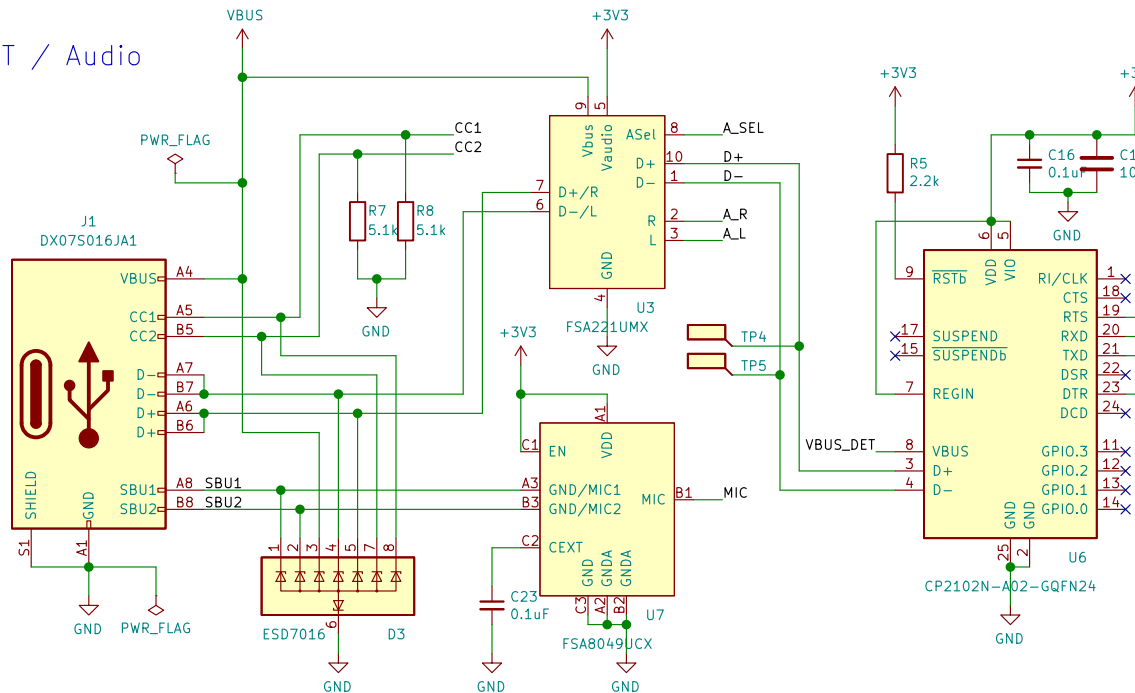 T / Audio
VBUS
+3V3
+3V3
+3
PWR_FLAG
CC1
CC2
R7
5.1k
R8
5.1k
GND
9
5
Vbus
Vaudio
ASel
8
A_SEL
D+
10
D+
D-
1
D-
7
D+/R
6
D-/L
R
2
A_R
L
3
A_L
GND
4
U3
FSA221UMX
GND
R5
2.2k
C16
0.1uF
C1
10
GND
J1
DX07S016JA1
VBUS
A4
CC1
A5
CC2
B5
D-
A7
D-
B7
D+
A6
D+
B6
SBU1
A8
SBU1
SBU2
B8
SBU2
SHIELD
GND
S1
A1
GND
PWR_FLAG
1
2
3
4
5
7
8
6
ESD7016
D3
GND
+3V3
TP4
TP5
A1
VDD
C1
EN
A3
GND/MIC1
B3
GND/MIC2
MIC
B1
MIC
C2
CEXT
GND
GNDA
GNDA
C3
A2
B2
U7
FSA8049UCX
C23
0.1uF
GND
GND
6
5
VDD
VIO
9
RSTb
17
SUSPEND
15
SUSPENDb
7
REGIN
VBUS_DET
8
VBUS
3
D+
4
D-
RI/CLK
1
CTS
18
RTS
19
RXD
20
TXD
21
DSR
22
DTR
23
DCD
24
GPIO.3
11
GPIO.2
12
GPIO.1
13
GPIO.0
14
GND
GND
25
2
U6
CP2102N-A02-GQFN24
GND